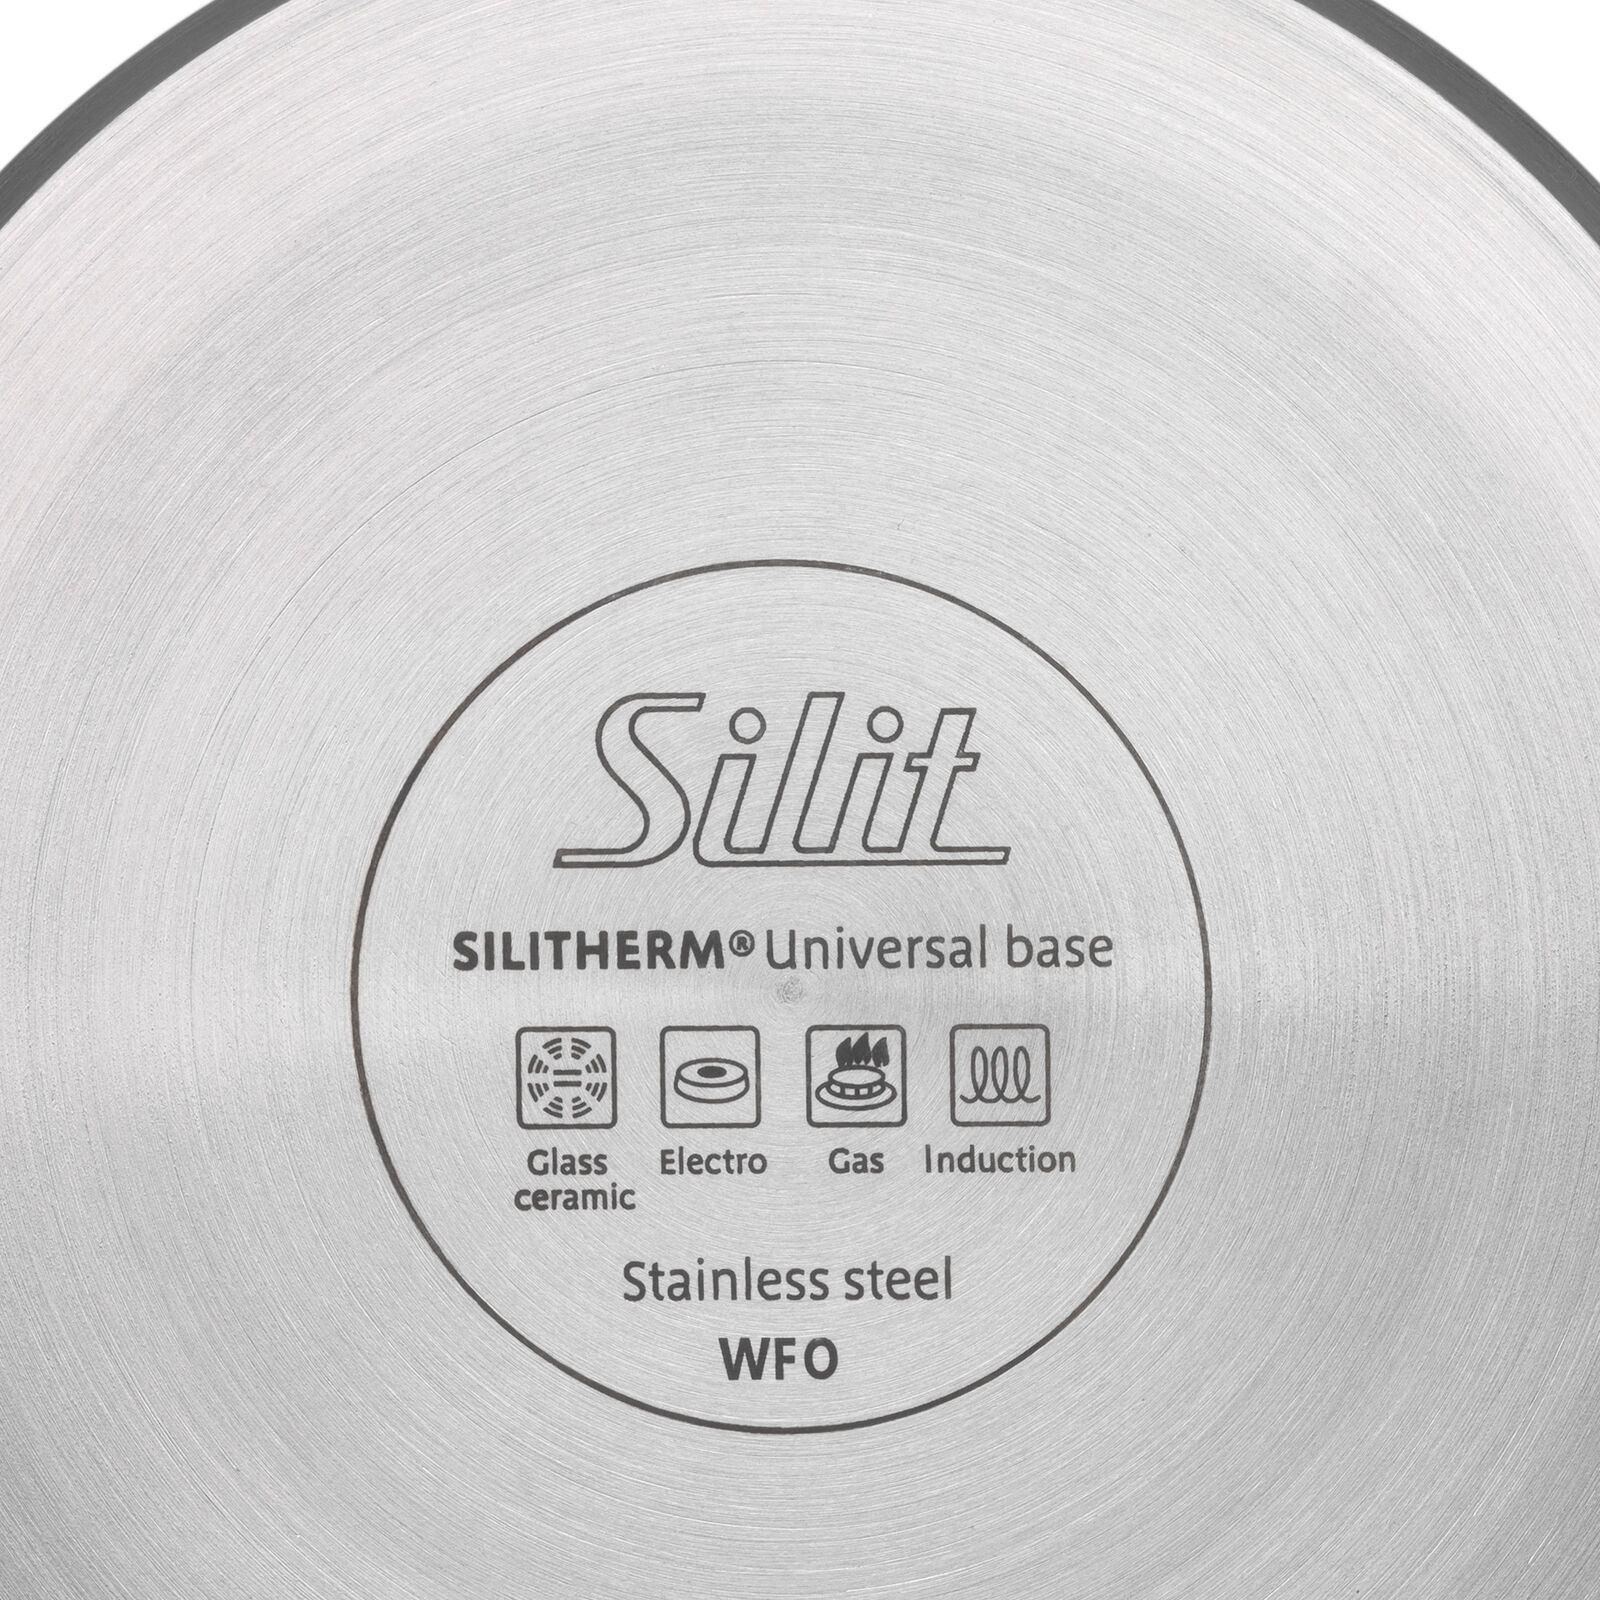 Silit
SILITHERM® Universal base
Glass Electro Gas Induction
ceramic
Stainless steel
WFO